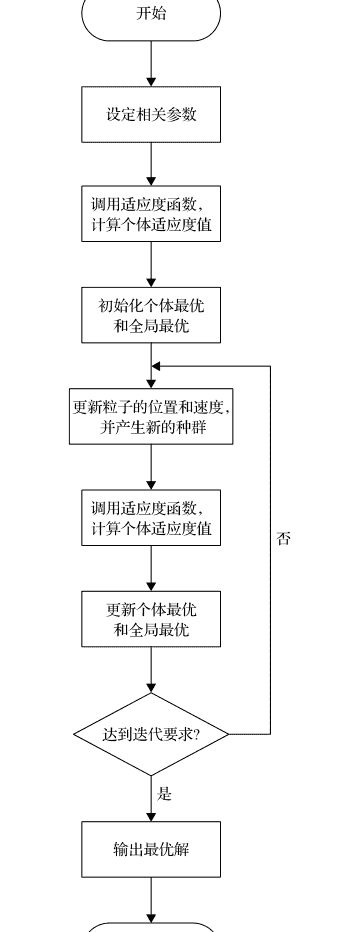 开始
设定相关参数
调用适应度函数,
计算个体适应度值
初始化个体最优
和全局最优
更新粒子的位置和速度,
并产生新的种群
调用适应度函数,
计算个体适应度值
否
更新个体最优
和全局最优
达到迭代要求?
是
输出最优解